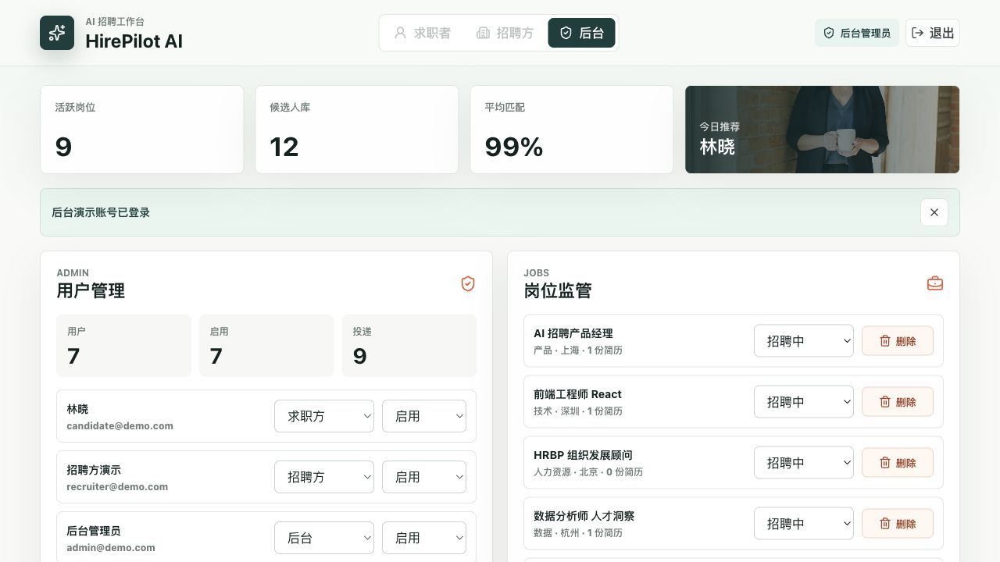 AI 招聘工作台
HirePilot AI
求职者
招聘方
后台
后台管理员
退出
活跃岗位
9
候选人库
12
平均匹配
99%
今日推荐
林晓
后台演示账号已登录
ADMIN
用户管理
用户
7
启用
7
投递
9
林晓
candidate@demo.com
求职方
启用
招聘方演示
recruiter@demo.com
招聘方
启用
后台管理员
admin@demo.com
后台
启用
JOBS
岗位监管
AI 招聘产品经理
产品 · 上海 · 1 份简历
招聘中
删除
前端工程师 React
技术 · 深圳 · 1 份简历
招聘中
删除
HRBP 组织发展顾问
人力资源 · 北京 · 0 份简历
招聘中
删除
数据分析师 人才洞察
数据 · 杭州 · 1 份简历
招聘中
删除